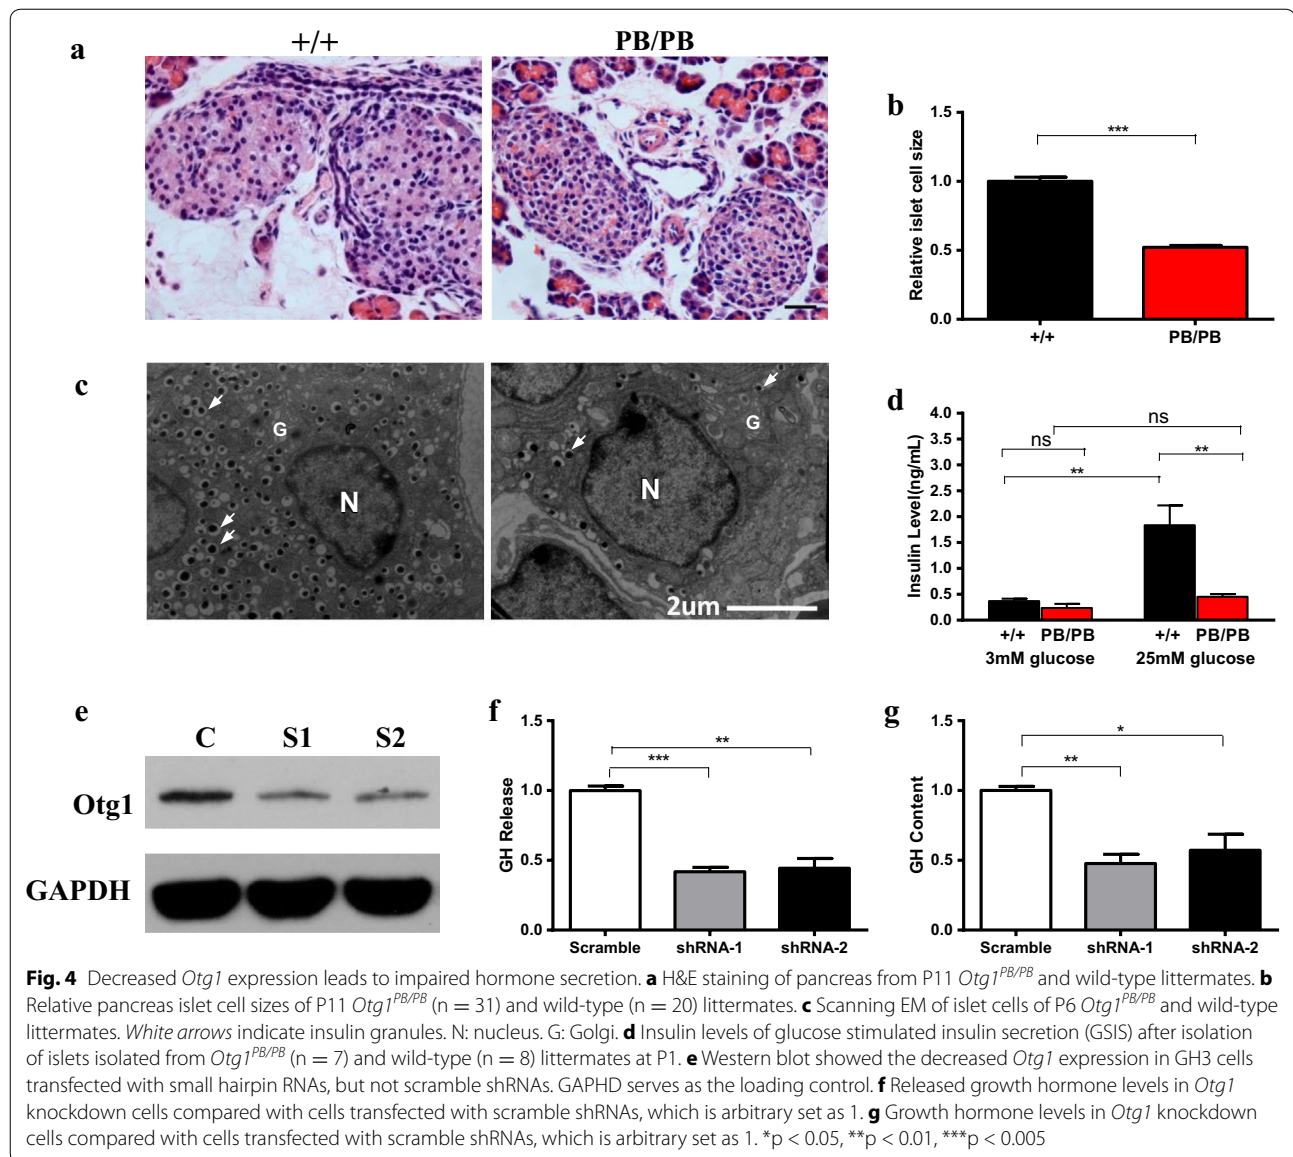 a
+/+
PB/PB
b
Relative islet cell size
1.5
1.0
0.5
0.0
***
+/+
PB/PB
c
G
N
G
N
2um
d
Insulin Level(ng/mL)
4.0
3.5
3.0
2.5
2.0
1.5
1.0
0.5
0.0
ns
ns
**
**
+/+ PB/PB +/+ PB/PB
3mM glucose 25mM glucose
e
C S1 S2
Otg1
GAPDH
f
GH Release
1.5
1.0
0.5
0.0
**
***
Scramble shRNA-1 shRNA-2
g
GH Content
1.5
1.0
0.5
0.0
*
**
Scramble shRNA-1 shRNA-2
Fig. 4 Decreased Otg1 expression leads to impaired hormone secretion. a H&E staining of pancreas from P11 Otg1PB/PB and wild-type littermates. b
Relative pancreas islet cell sizes of P11 Otg1PB/PB (n = 31) and wild-type (n = 20) littermates. c Scanning EM of islet cells of P6 Otg1PB/PB and wild-type
littermates. White arrows indicate insulin granules. N: nucleus. G: Golgi. d Insulin levels of glucose stimulated insulin secretion (GSIS) after isolation
of islets isolated from Otg1PB/PB (n = 7) and wild-type (n = 8) littermates at P1. e Western blot showed the decreased Otg1 expression in GH3 cells
transfected with small hairpin RNAs, but not scramble shRNAs. GAPHD serves as the loading control. f Released growth hormone levels in Otg1
knockdown cells compared with cells transfected with scramble shRNAs, which is arbitrary set as 1. g Growth hormone levels in Otg1 knockdown
cells compared with cells transfected with scramble shRNAs, which is arbitrary set as 1. *p < 0.05, **p < 0.01, ***p < 0.005